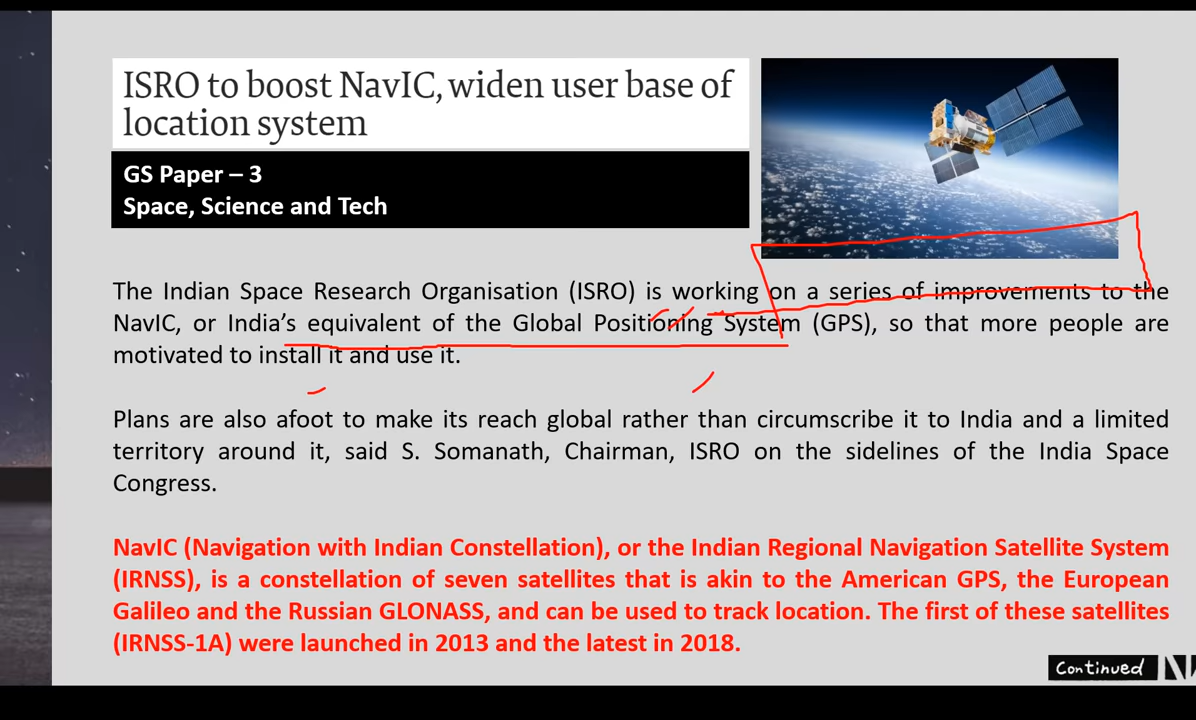 ISRO to boost NavIC, widen user base of
location system
GS Paper – 3
Space, Science and Tech
The Indian Space Research Organisation (ISRO) is working on a series of improvements to the
NavIC, or India's equivalent of the Global Positioning System (GPS), so that more people are
motivated to install it and use it.
Plans are also afoot to make its reach global rather than circumscribe it to India and a limited
territory around it, said S. Somanath, Chairman, ISRO on the sidelines of the India Space
Congress.
NavIC (Navigation with Indian Constellation), or the Indian Regional Navigation Satellite System
(IRNSS), is a constellation of seven satellites that is akin to the American GPS, the European
Galileo and the Russian GLONASS, and can be used to track location. The first of these satellites
(IRNSS-1A) were launched in 2013 and the latest in 2018.
Continued